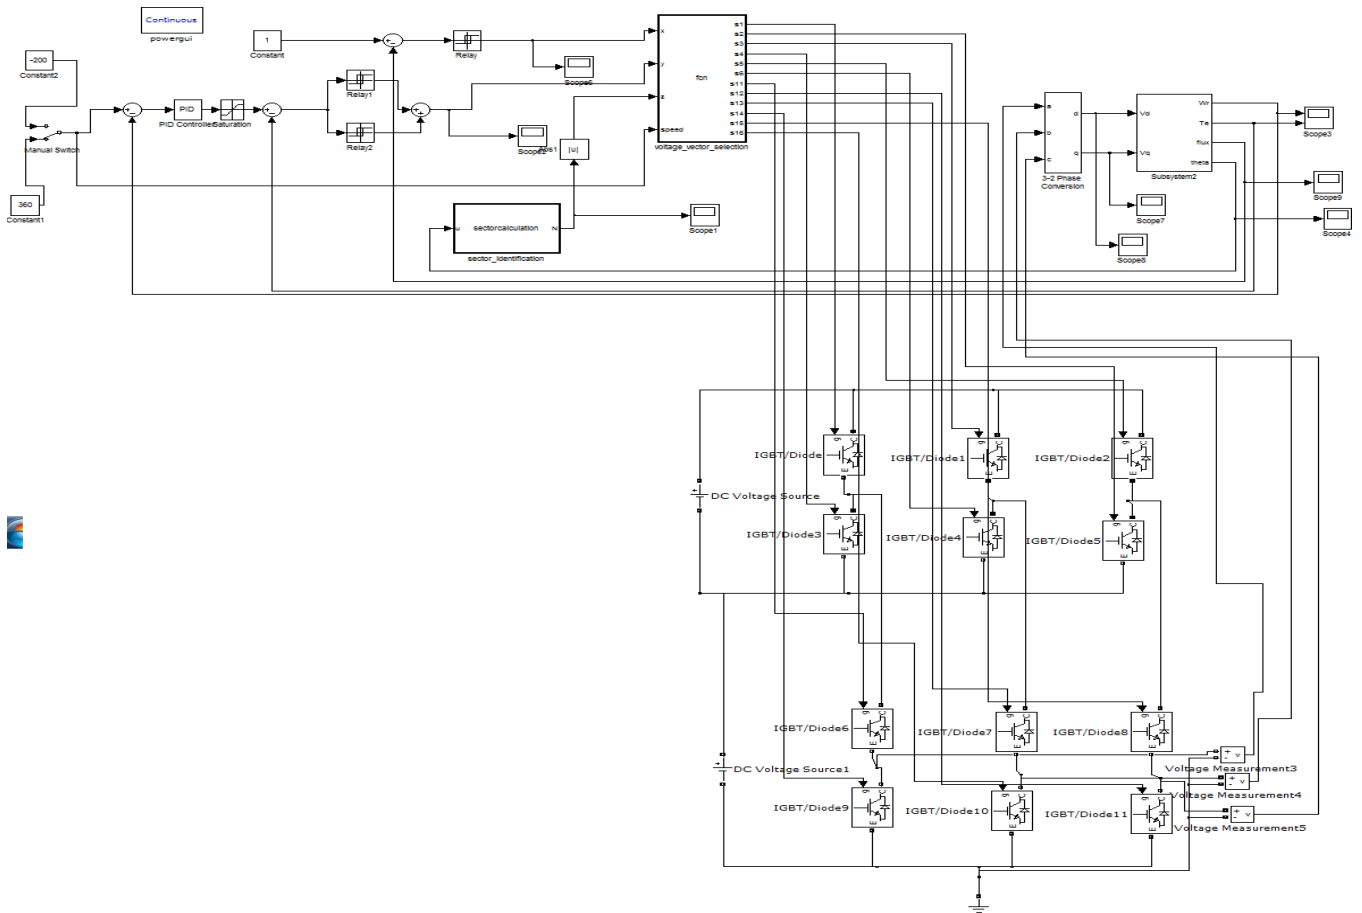 Continuous
powergui
1
Constant
-200
Constant2
Manual Switch
360
Constant1
PID
PID Controller
Saturation
Relay
Relay1
Relay2
Scope6
Scope2
Abs1
|u|
x
y
z
speed
fcn
s1
s2
s3
s4
s5
s6
s11
s12
s13
s14
s15
s16
voltage_vector_selection
u
sectorcalculation
N
sector_identification
Scope1
a
b
c
d
q
3-2 Phase
Conversion
Vd
Vq
Wr
Te
flux
theta
Subsystem2
Scope3
Scope9
Scope4
Scope7
Scope8
g
C
E
IGBT/Diode
g
C
E
IGBT/Diode1
g
C
E
IGBT/Diode2
DC Voltage Source
g
C
E
IGBT/Diode3
g
C
E
IGBT/Diode4
g
C
E
IGBT/Diode5
g
C
E
IGBT/Diode6
g
C
E
IGBT/Diode7
g
C
E
IGBT/Diode8
DC Voltage Source1
g
C
E
IGBT/Diode9
g
C
E
IGBT/Diode10
g
C
E
IGBT/Diode11
+
-
v
Voltage Measurement3
+
-
v
Voltage Measurement4
+
-
v
Voltage Measurement5